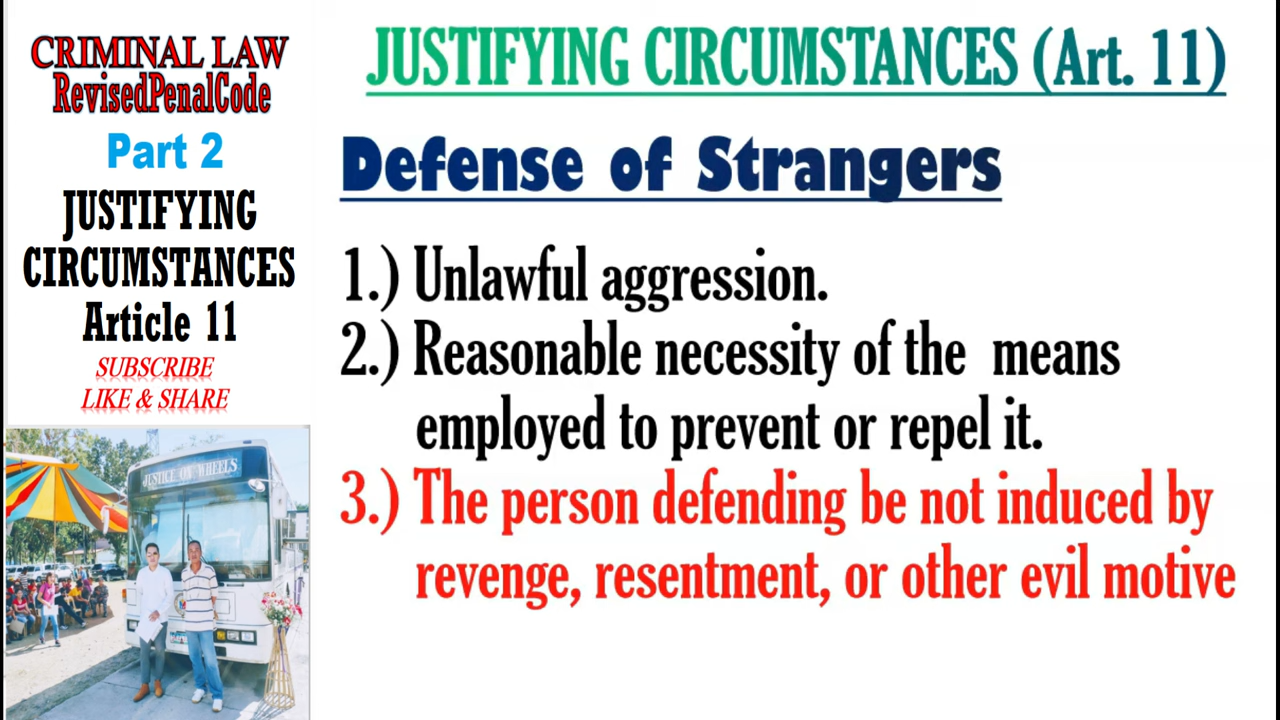 CRIMINAL LAW
RevisedPenalCode
Part 2
JUSTIFYING
CIRCUMSTANCES
Article 11
SUBSCRIBE
LIKE & SHARE
JUSTICE ON WHEELS
JUSTIFYING CIRCUMSTANCES (Art. 11)
Defense of Strangers
1.) Unlawful aggression.
2.) Reasonable necessity of the means
employed to prevent or repel it.
3.) The person defending be not induced by
revenge, resentment, or other evil motive